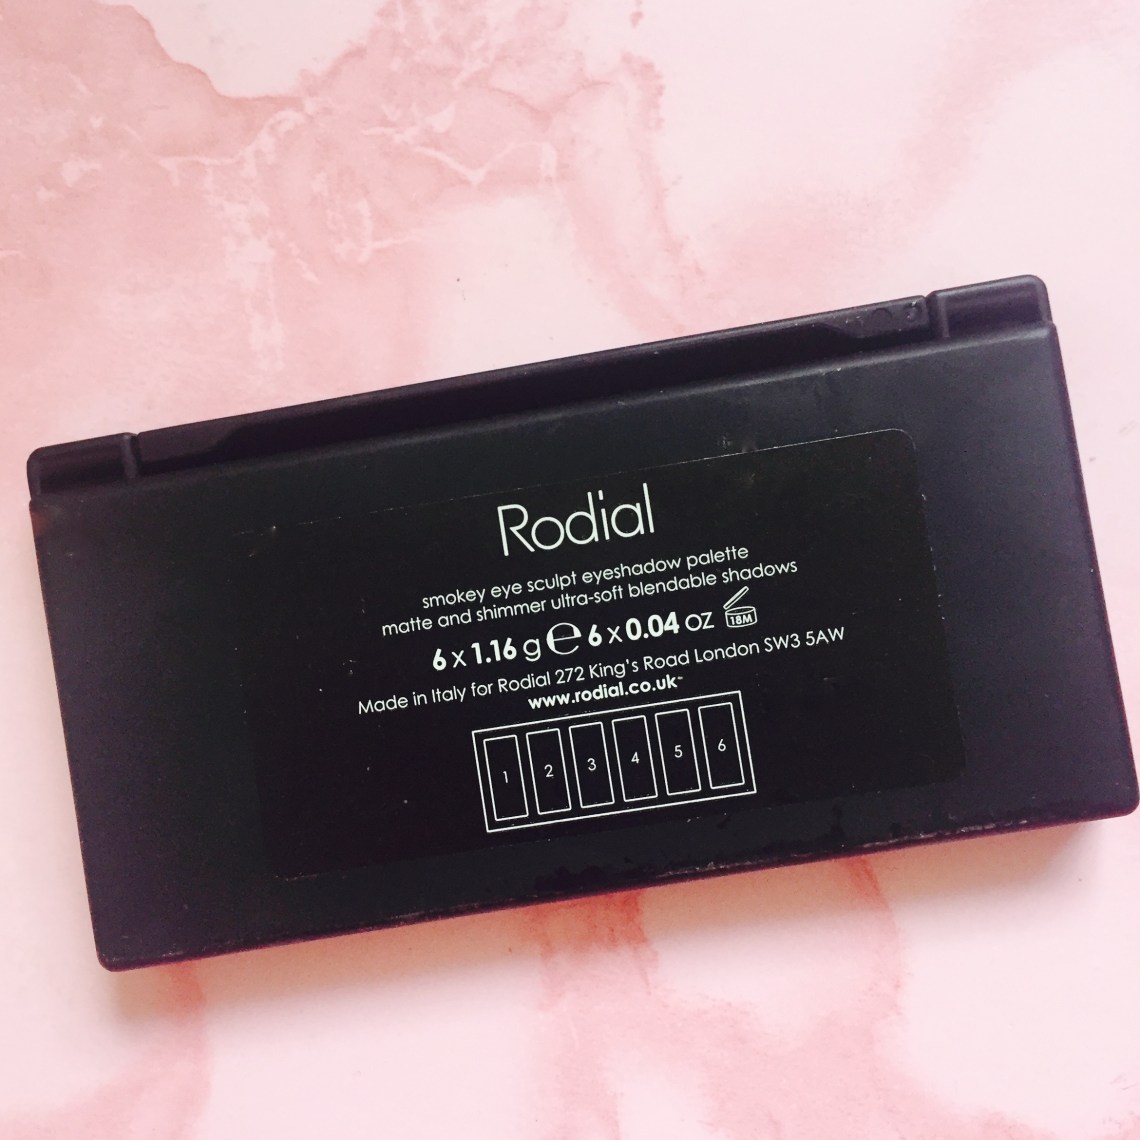 Rodial
smokey eye sculpt eyeshadow palette
matte and shimmer ultra-soft blendable shadows
6 x 1.16 g ℮ 6 x 0.04 oz 18M
Made in Italy for Rodial 272 King's Road London SW3 5AW
www.rodial.co.uk
1 2 3 4 5 6